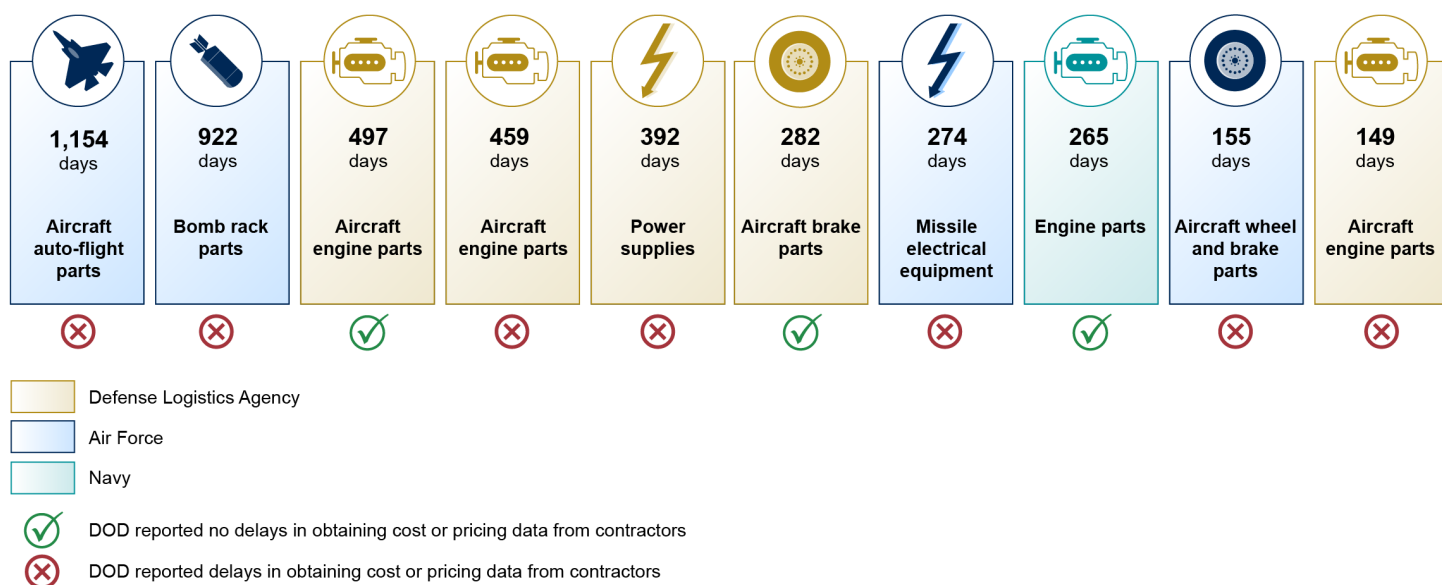 1,154
days
Aircraft
auto-flight
parts
922
days
Bomb rack
parts
497
days
Aircraft
engine parts
459
days
Aircraft
engine parts
392
days
Power
supplies
282
days
Aircraft brake
parts
274
days
Missile
electrical
equipment
265
days
Engine parts
155
days
Aircraft wheel
and brake
parts
149
days
Aircraft
engine parts
Defense Logistics Agency
Air Force
Navy
DOD reported no delays in obtaining cost or pricing data from contractors
DOD reported delays in obtaining cost or pricing data from contractors